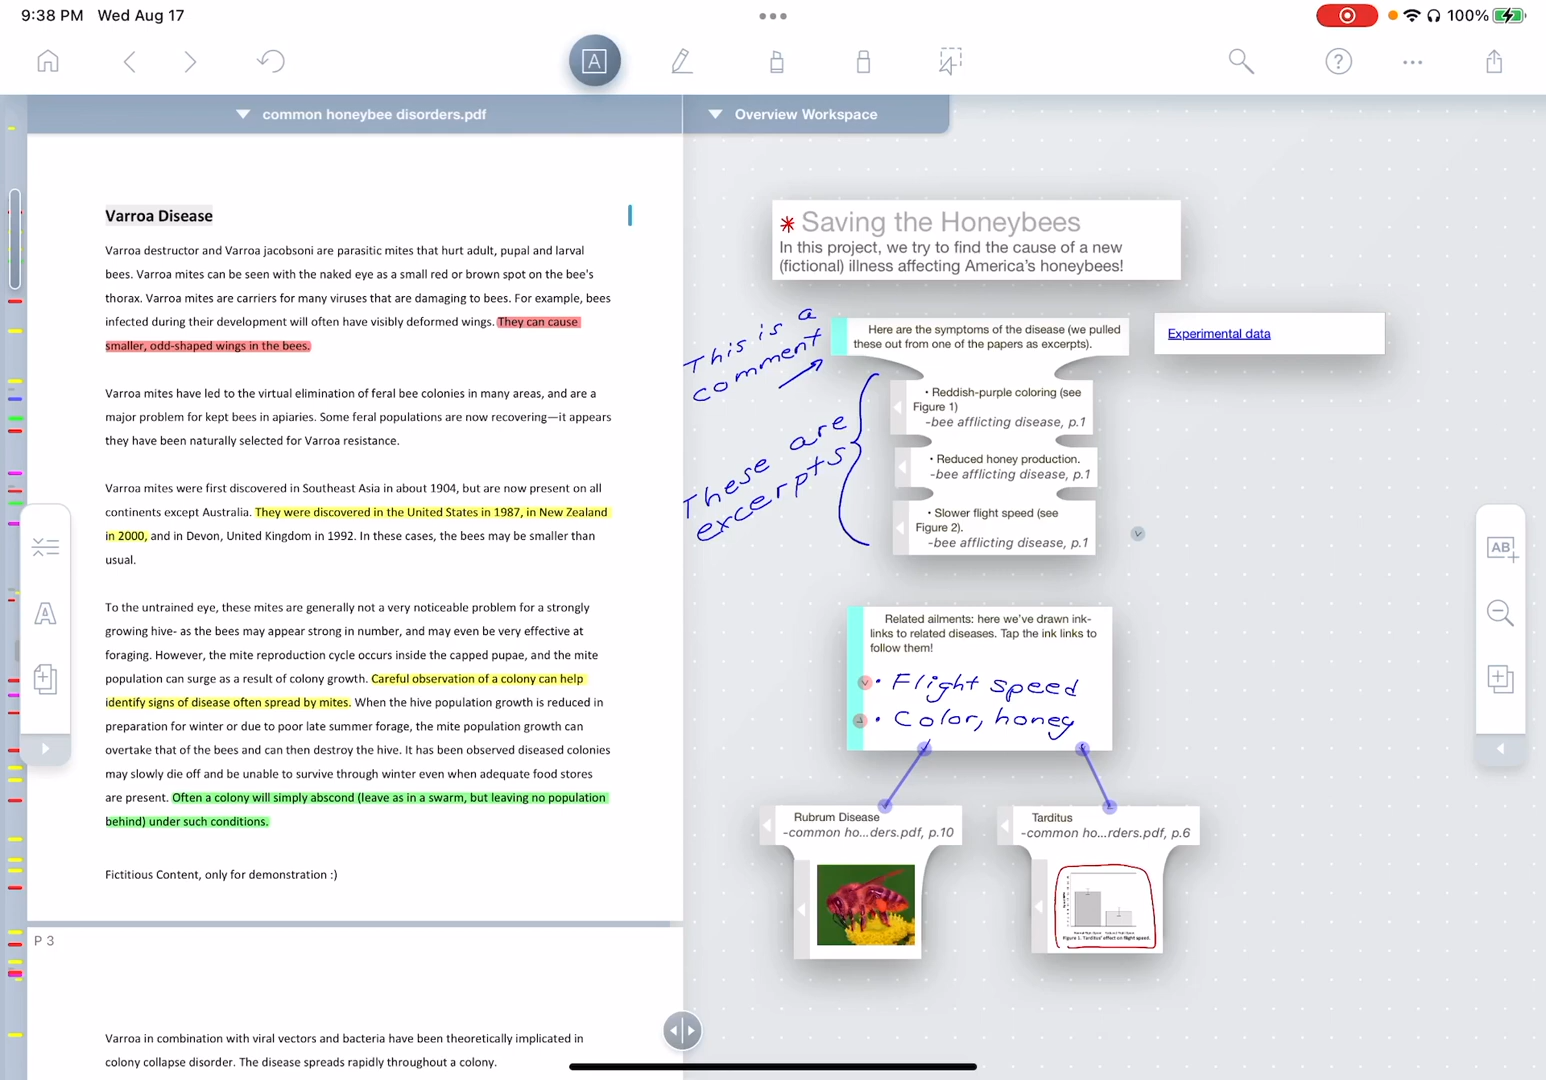 9:38 PM Wed Aug 17
100%
A
common honeybee disorders.pdf
Overview Workspace
Varroa Disease
Varroa destructor and Varroa jacobsoni are parasitic mites that hurt adult, pupal and larval
bees. Varroa mites can be seen with the naked eye as a small red or brown spot on the bee's
thorax. Varroa mites are carriers for many viruses that are damaging to bees. For example, bees
infected during their development will often have visibly deformed wings. They can cause
smaller, odd-shaped wings in the bees.
Varroa mites have led to the virtual elimination of feral bee colonies in many areas, and are a
major problem for kept bees in apiaries. Some feral populations are now recovering—it appears
they have been naturally selected for Varroa resistance.
Varroa mites were first discovered in Southeast Asia in about 1904, but are now present on all
continents except Australia. They were discovered in the United States in 1987, in New Zealand
in 2000, and in Devon, United Kingdom in 1992. In these cases, the bees may be smaller than
usual.
To the untrained eye, these mites are generally not a very noticeable problem for a strongly
growing hive- as the bees may appear strong in number, and may even be very effective at
foraging. However, the mite reproduction cycle occurs inside the capped pupae, and the mite
population can surge as a result of colony growth. Careful observation of a colony can help
identify signs of disease often spread by mites. When the hive population growth is reduced in
preparation for winter or due to poor late summer forage, the mite population growth can
overtake that of the bees and can then destroy the hive. It has been observed diseased colonies
may slowly die off and be unable to survive through winter even when adequate food stores
are present. Often a colony will simply abscond (leave as in a swarm, but leaving no population
behind) under such conditions.
Fictitious Content, only for demonstration :)
P 3
Varroa in combination with viral vectors and bacteria have been theoretically implicated in
colony collapse disorder. The disease spreads rapidly throughout a colony.
A
* Saving the Honeybees
In this project, we try to find the cause of a new
(fictional) illness affecting America's honeybees!
This is a
comment
Here are the symptoms of the disease (we pulled
these out from one of the papers as excerpts).
Experimental data
These are
excerpts
• Reddish-purple coloring (see
Figure 1)
-bee afflicting disease, p.1
• Reduced honey production.
-bee afflicting disease, p.1
• Slower flight speed (see
Figure 2).
-bee afflicting disease, p.1
AB
Related ailments: here we've drawn ink-
links to related diseases. Tap the ink links to
follow them!
• Flight speed
• Color, honey
Rubrum Disease
-common ho...ders.pdf, p.10
Tarditus
-common ho...rders.pdf, p.6
Figure 1. Tarditus' effect on flight speed.